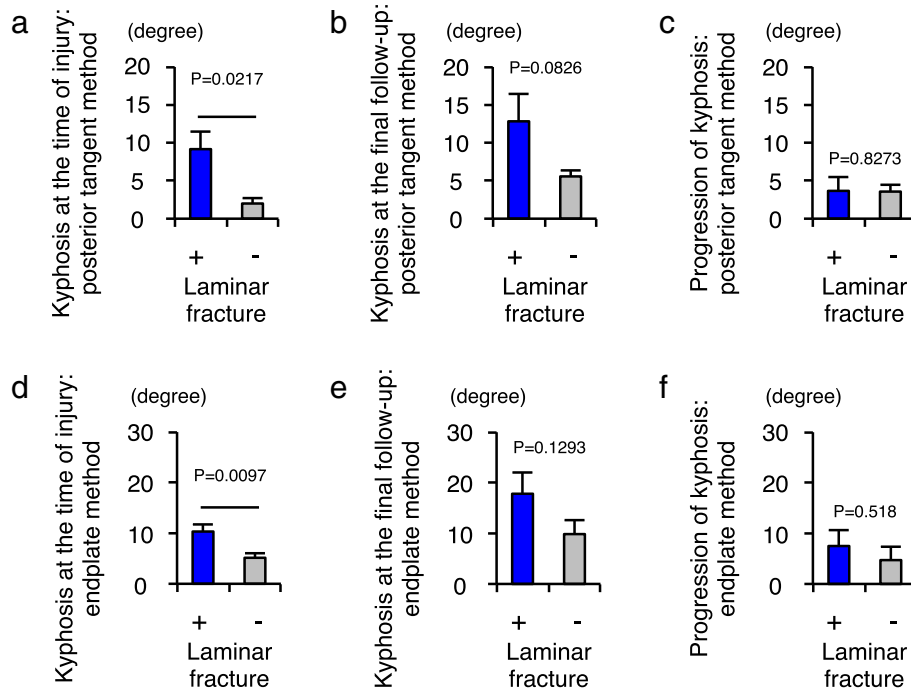 a
Kyphosis at the time of injury:
posterior tangent method
(degree)
20
15
10
5
0
P=0.0217
+ -
Laminar
fracture
b
Kyphosis at the final follow-up:
posterior tangent method
(degree)
20
15
10
5
0
P=0.0826
+ -
Laminar
fracture
c
Progression of kyphosis:
posterior tangent method
(degree)
20
15
10
5
0
P=0.8273
+ -
Laminar
fracture
d
Kyphosis at the time of injury:
endplate method
(degree)
30
20
10
0
P=0.0097
+ -
Laminar
fracture
e
Kyphosis at the final follow-up:
endplate method
(degree)
30
20
10
0
P=0.1293
+ -
Laminar
fracture
f
Progression of kyphosis:
endplate method
(degree)
30
20
10
0
P=0.518
+ -
Laminar
fracture